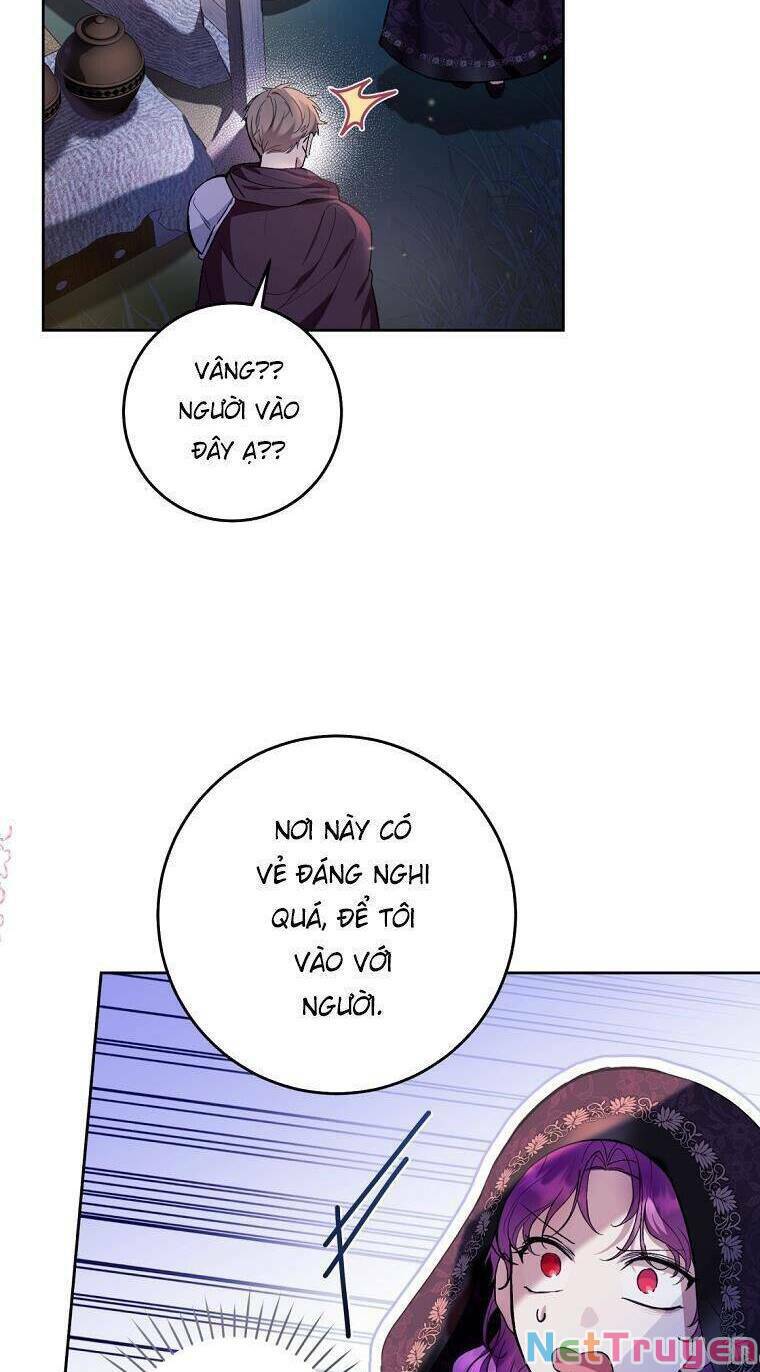 VÂNG??
NGƯỜI VÀO
ĐÂY Ạ??
NƠI NÀY CÓ
VẺ ĐÁNG NGHI
QUÁ, ĐỂ TÔI
VÀO VỚI
NGƯỜI.
NetTruyen